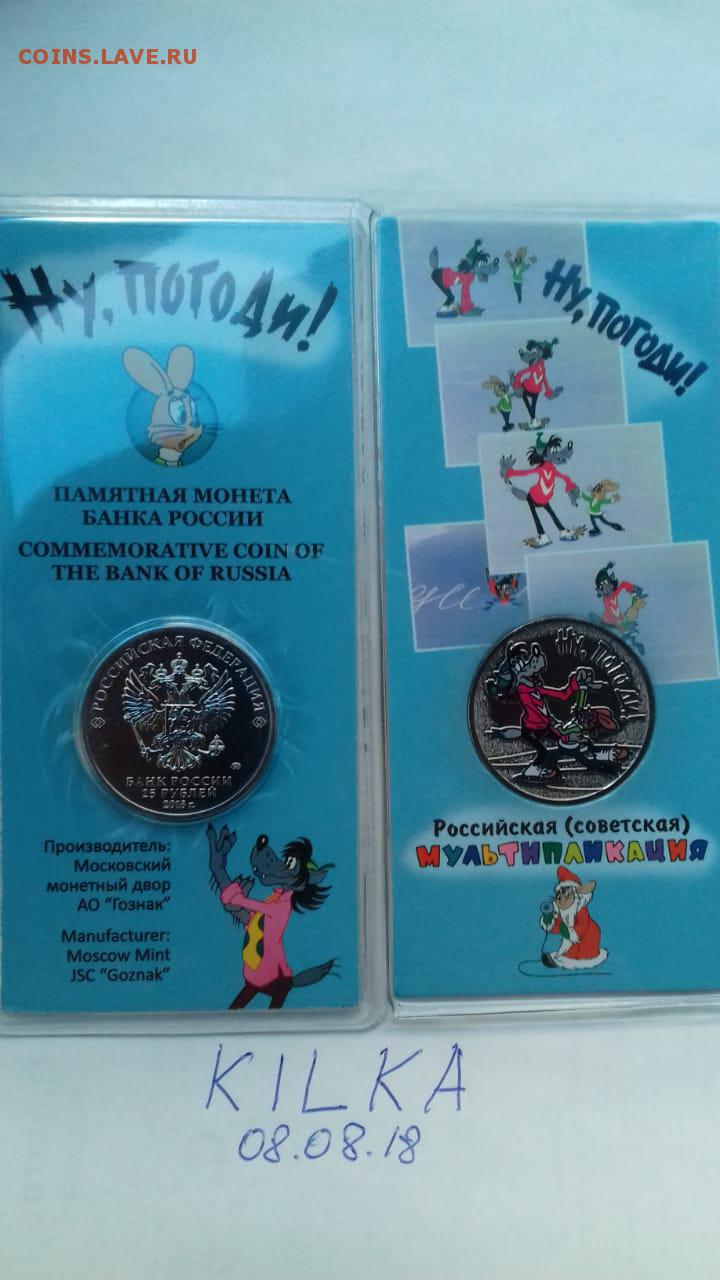 COINS.LAVE.RU
Ну, погоди!
ПАМЯТНАЯ МОНЕТА
БАНКА РОССИИ
COMMEMORATIVE COIN OF
THE BANK OF RUSSIA
РОССИЙСКАЯ ФЕДЕРАЦИЯ
БАНК РОССИИ
25 РУБЛЕЙ
2018 г.
Производитель:
Московский
монетный двор
АО "Гознак"
Manufacturer:
Moscow Mint
JSC "Goznak"
Ну, погоди!
НУ, ПОГОДИ!
Российская (советская)
МУЛЬТИПЛИКАЦИЯ
KILKA
08.08.18